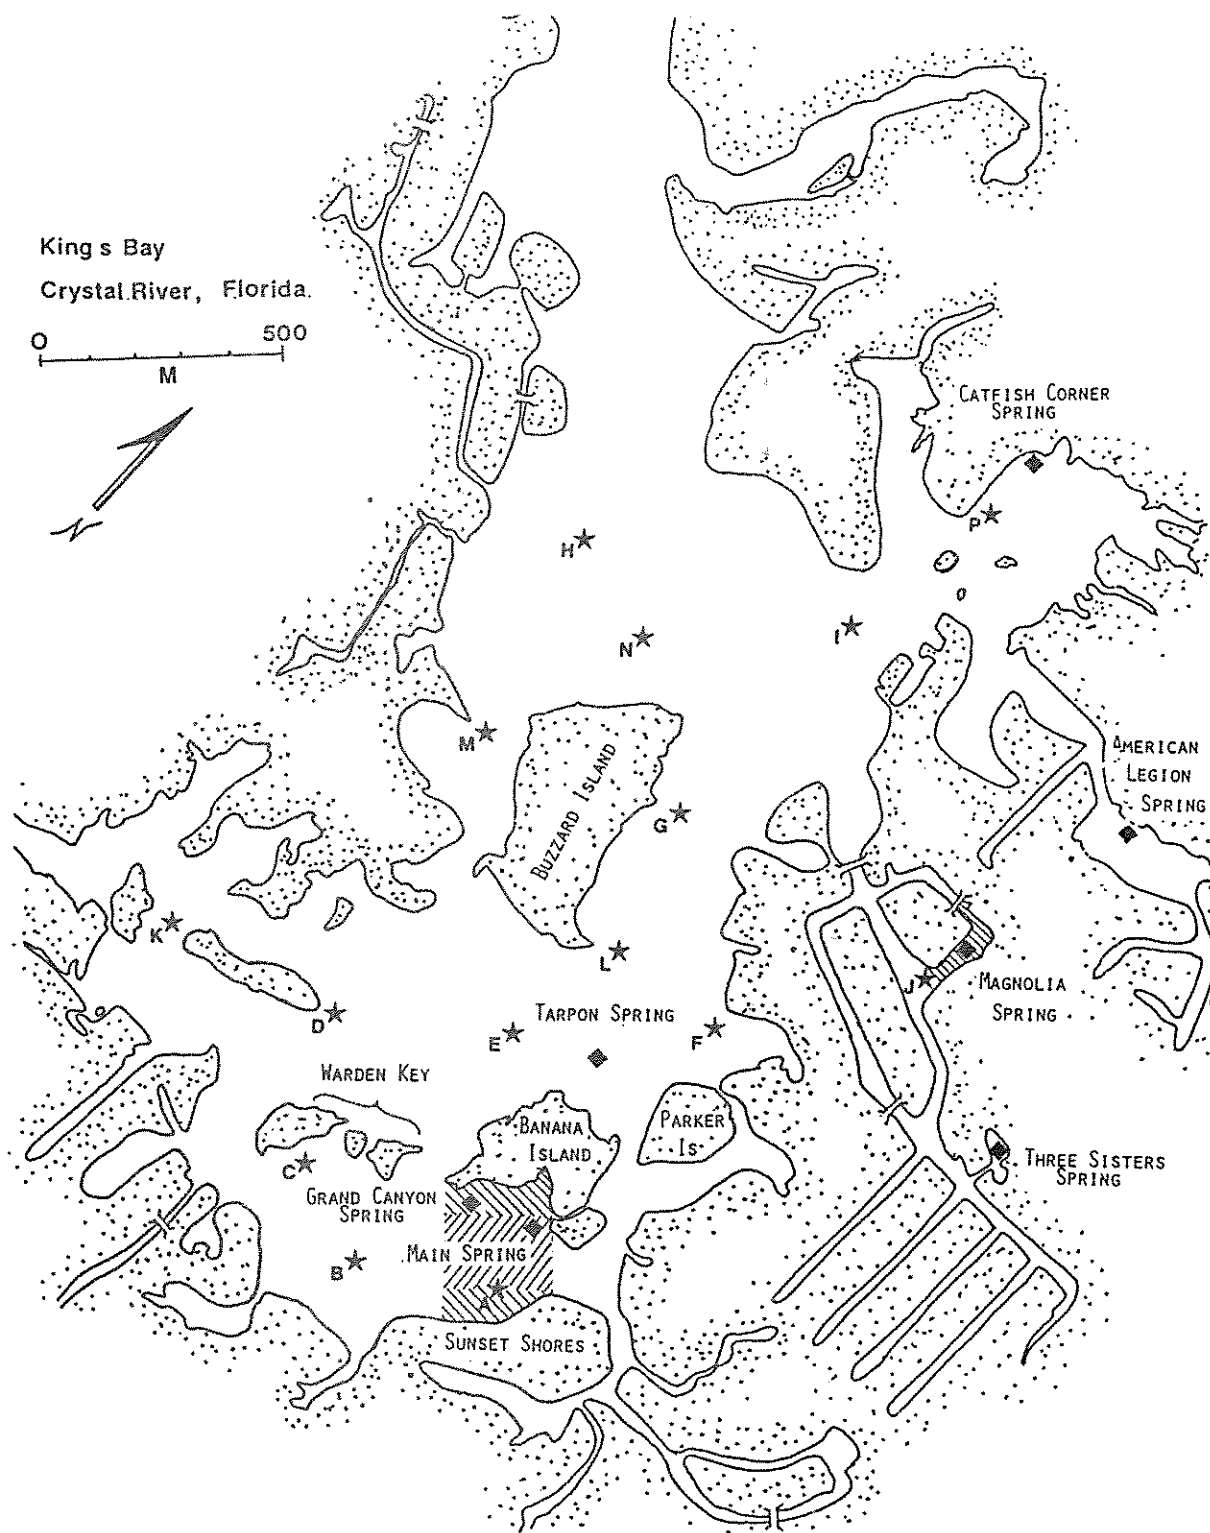 King s Bay
Crystal River, Florida.
0 500
M
N
CATFISH CORNER
SPRING
P
H
N
I
M
BUZZARD ISLAND
G
AMERICAN
LEGION
SPRING
K
L
J
MAGNOLIA
SPRING
D
E
TARPON SPRING
F
WARDEN KEY
BANANA
ISLAND
PARKER
IS
C
GRAND CANYON
SPRING
THREE SISTERS
SPRING
MAIN SPRING
B
A
SUNSET SHORES